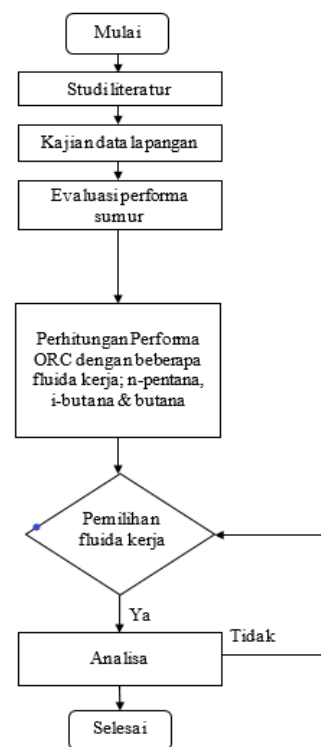 Mulai
Studi literatur
Kajian data lapangan
Evaluasi performa
sumur
Perhitungan Performa
ORC dengan beberapa
fluida kerja; n-pentana,
i-butana & butana
Pemilihan
fluida kerja
Ya
Tidak
Analisa
Selesai